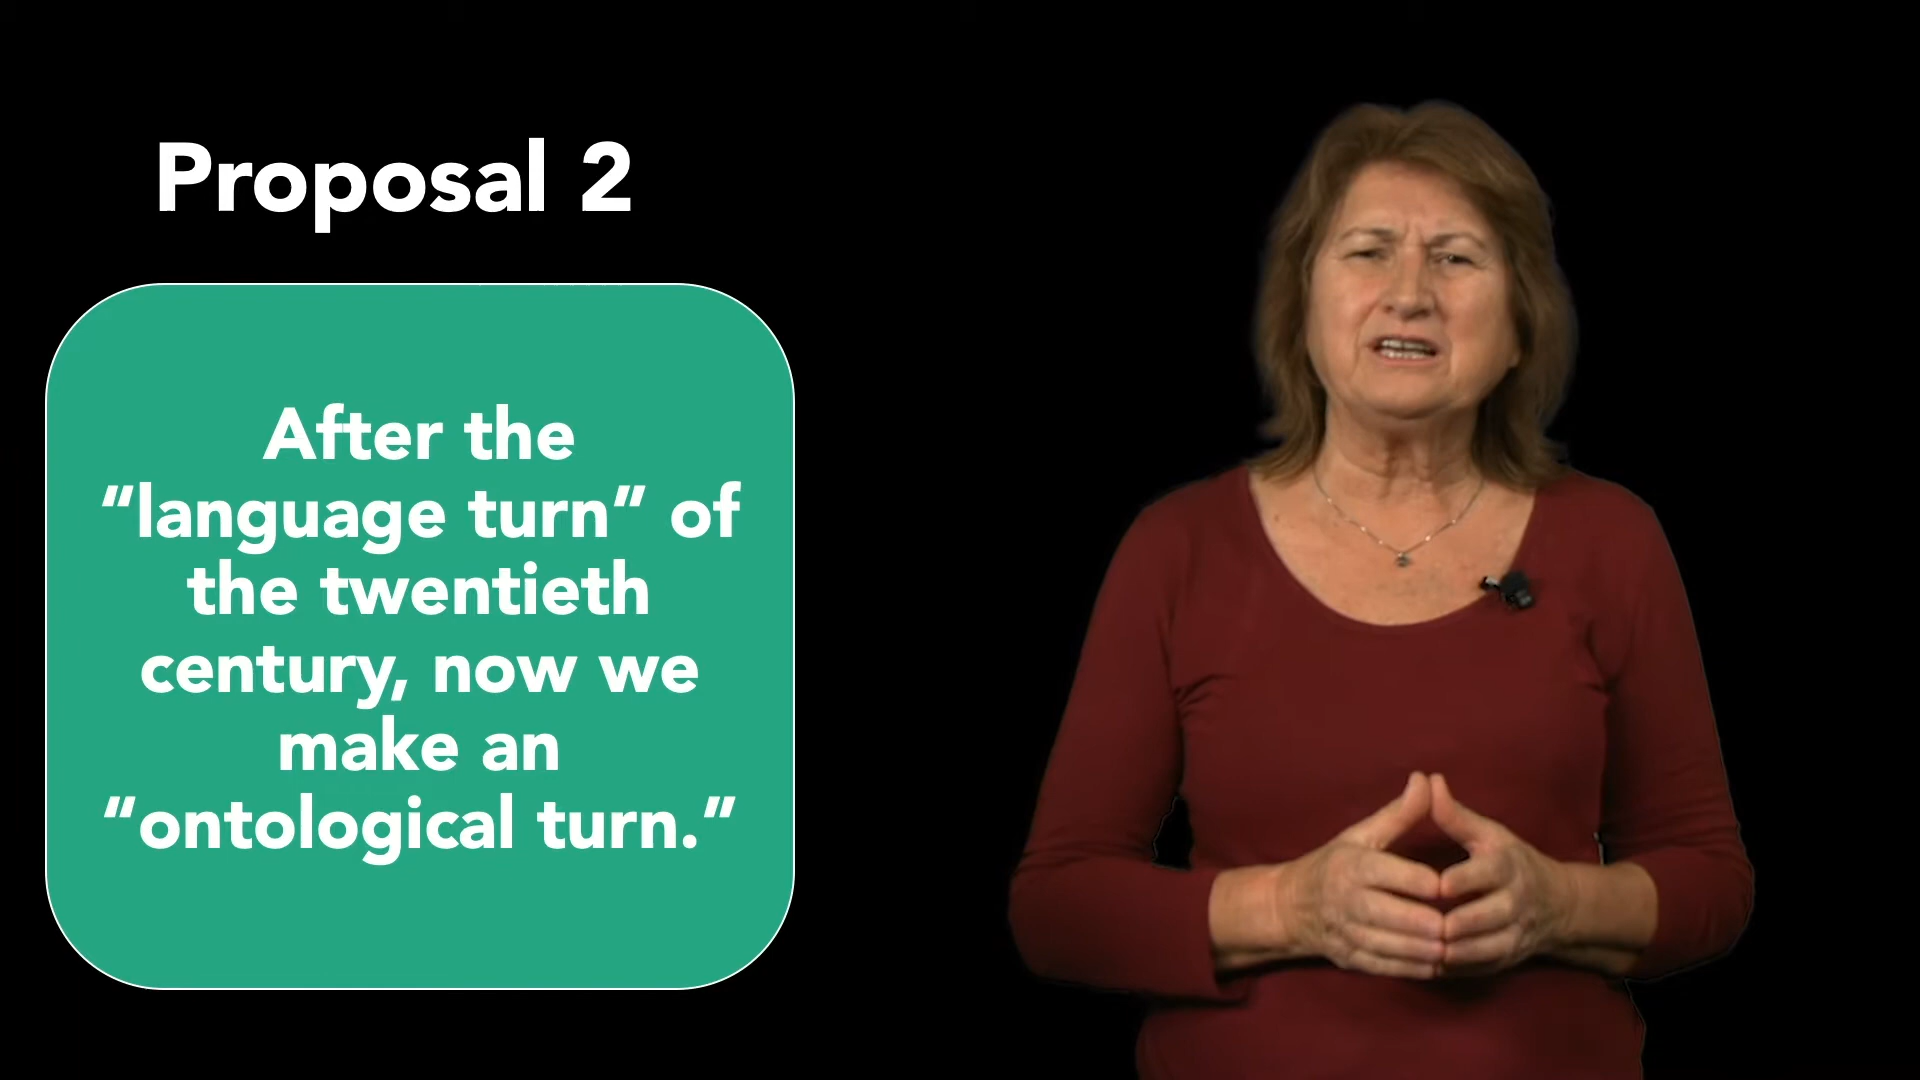 Proposal 2
After the
“language turn” of
the twentieth
century, now we
make an
“ontological turn.”